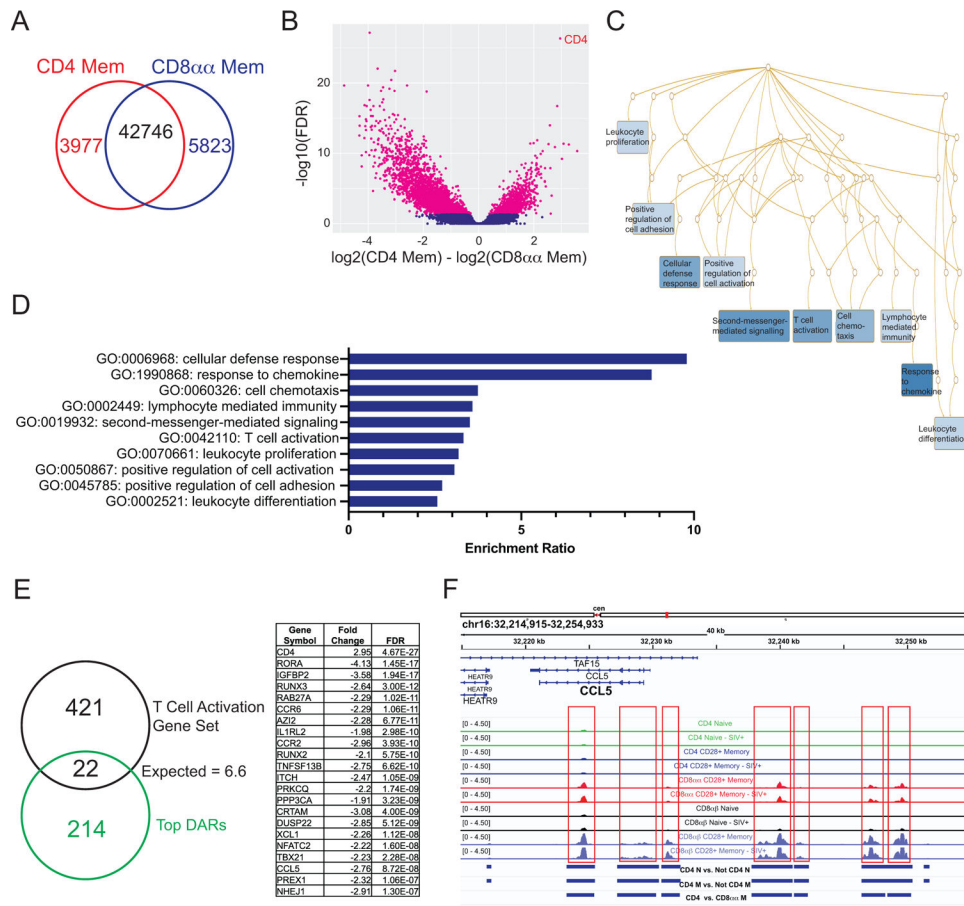 A
CD4 Mem
CD8αα Mem
3977
42746
5823
B
CD4
-log10(FDR)
20
10
0
-4
-2
0
2
log2(CD4 Mem) - log2(CD8αα Mem)
C
Leukocyte
proliferation
Positive
regulation of
cell adhesion
Cellular
defense
response
Positive
regulation of
cell activation
Second-messenger-
mediated signalling
T cell
activation
Cell
chemo-
taxis
Lymphocyte
mediated
immunity
Response
to
chemokine
Leukocyte
differentiation
D
GO:0006968: cellular defense response
GO:1990868: response to chemokine
GO:0060326: cell chemotaxis
GO:0002449: lymphocyte mediated immunity
GO:0019932: second-messenger-mediated signaling
GO:0042110: T cell activation
GO:0070661: leukocyte proliferation
GO:0050867: positive regulation of cell activation
GO:0045785: positive regulation of cell adhesion
GO:0002521: leukocyte differentiation
0
5
10
Enrichment Ratio
E
421
T Cell Activation
Gene Set
22
Expected = 6.6
214
Top DARs
Gene Symbol Fold Change FDR
CD4 2.95 4.67E-27
RORA -4.13 1.45E-17
IGFBP2 -3.58 1.94E-17
RUNX3 -2.64 3.00E-12
RAB27A -2.29 1.02E-11
CCR6 -2.29 1.06E-11
AZI2 -2.28 6.77E-11
IL1RL2 -1.98 2.98E-10
CCR2 -2.96 3.93E-10
RUNX2 -2.1 5.75E-10
TNFSF13B -2.75 6.62E-10
ITCH -2.47 1.05E-09
PRKCQ -2.2 1.74E-09
PPP3CA -1.91 3.23E-09
CRTAM -3.08 4.00E-09
DUSP22 -2.85 5.12E-09
XCL1 -2.26 1.12E-08
NFATC2 -2.22 1.60E-08
TBX21 -2.23 2.28E-08
CCL5 -2.76 8.72E-08
PREX1 -2.32 1.06E-07
NHEJ1 -2.91 1.30E-07
F
cen
chr16:32,214,915-32,254,933
40 kb
32,220 kb
32,230 kb
32,240 kb
32,250 kb
TAF15
HEATR9
CCL5
HEATR9
CCL5
HEATR9
[0 - 4.50] CD4 Naive
[0 - 4.50] CD4 Naive - SIV+
[0 - 4.50] CD4 CD28+ Memory
[0 - 4.50] CD4 CD28+ Memory - SIV+
[0 - 4.50] CD8αα CD28+ Memory
[0 - 4.50] CD8αα CD28+ Memory - SIV+
[0 - 4.50] CD8αβ Naive
[0 - 4.50] CD8αβ Naive - SIV+
[0 - 4.50] CD8αβ CD28+ Memory
[0 - 4.50] CD8αβ CD28+ Memory - SIV+
CD4 N vs. Not CD4 N
CD4 M vs. Not CD4 M
CD4 vs. CD8αα M